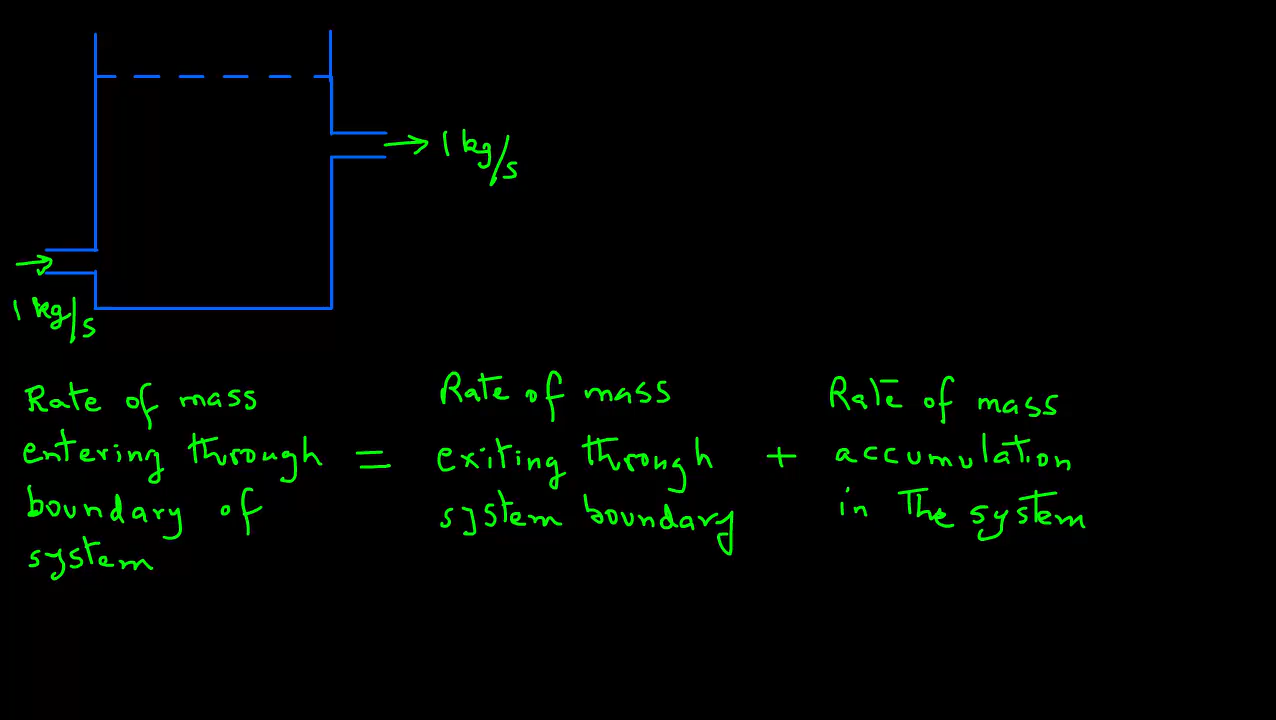 1 kg/s
1 kg/s
Rate of mass
entering through
boundary of
system
=
Rate of mass
exiting through
system boundary
+
Rate of mass
accumulation
in The system